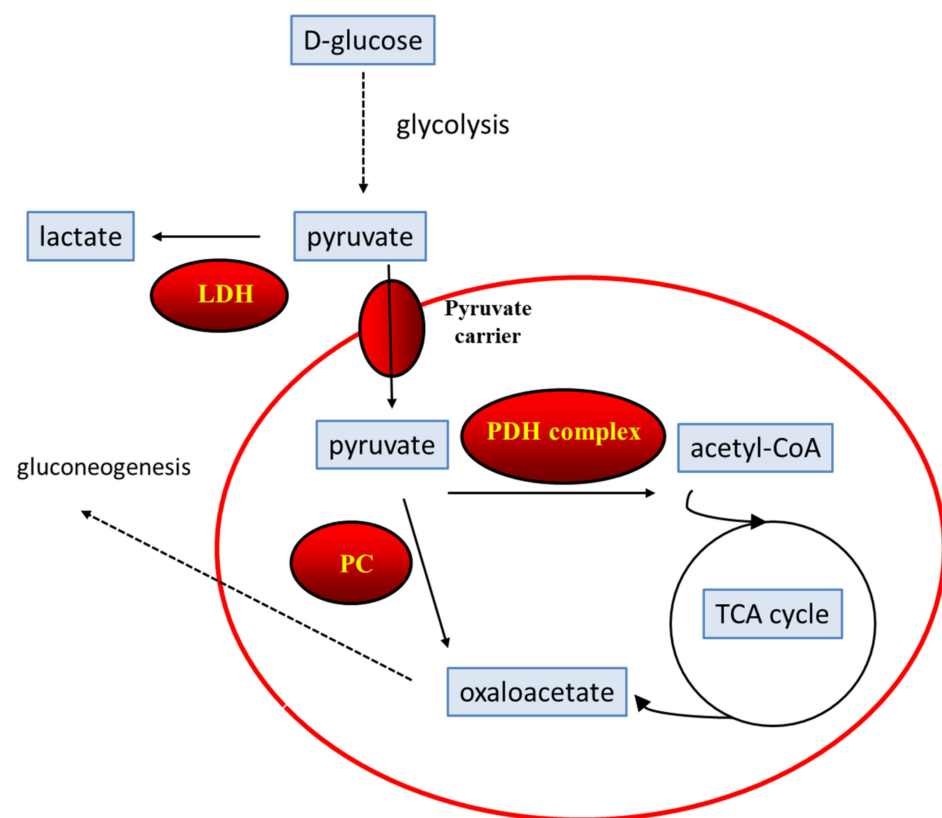 D-glucose
glycolysis
lactate
pyruvate
LDH
Pyruvate
carrier
pyruvate
PDH complex
acetyl-CoA
gluconeogenesis
PC
TCA cycle
oxaloacetate